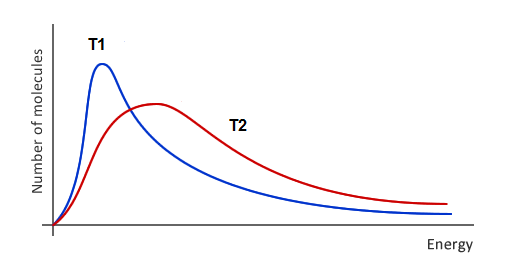 T1
T2
Number of molecules
Energy